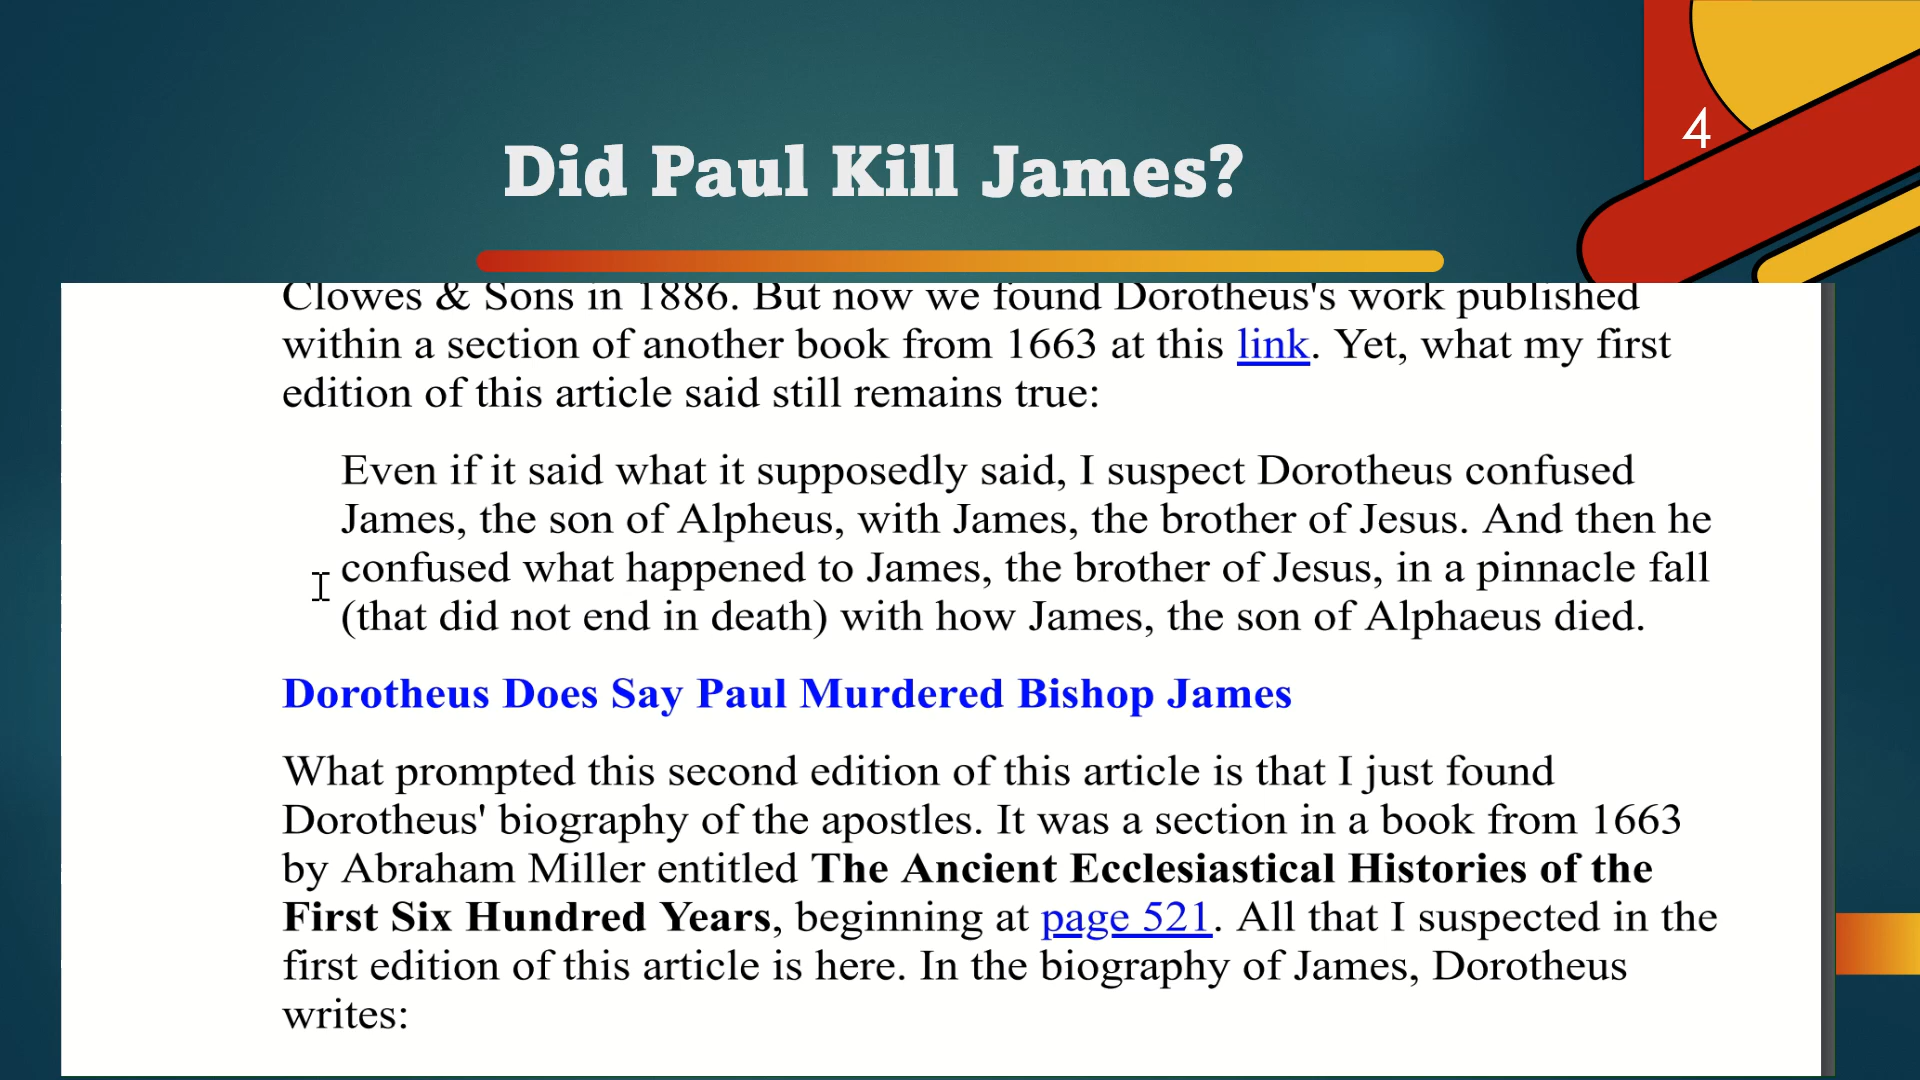 4
Did Paul Kill James?
Clowes & Sons in 1886. But now we found Dorotheus's work published
within a section of another book from 1663 at this link. Yet, what my first
edition of this article said still remains true:
Even if it said what it supposedly said, I suspect Dorotheus confused
James, the son of Alpheus, with James, the brother of Jesus. And then he
confused what happened to James, the brother of Jesus, in a pinnacle fall
(that did not end in death) with how James, the son of Alphaeus died.
Dorotheus Does Say Paul Murdered Bishop James
What prompted this second edition of this article is that I just found
Dorotheus' biography of the apostles. It was a section in a book from 1663
by Abraham Miller entitled The Ancient Ecclesiastical Histories of the
First Six Hundred Years, beginning at page 521. All that I suspected in the
first edition of this article is here. In the biography of James, Dorotheus
writes: